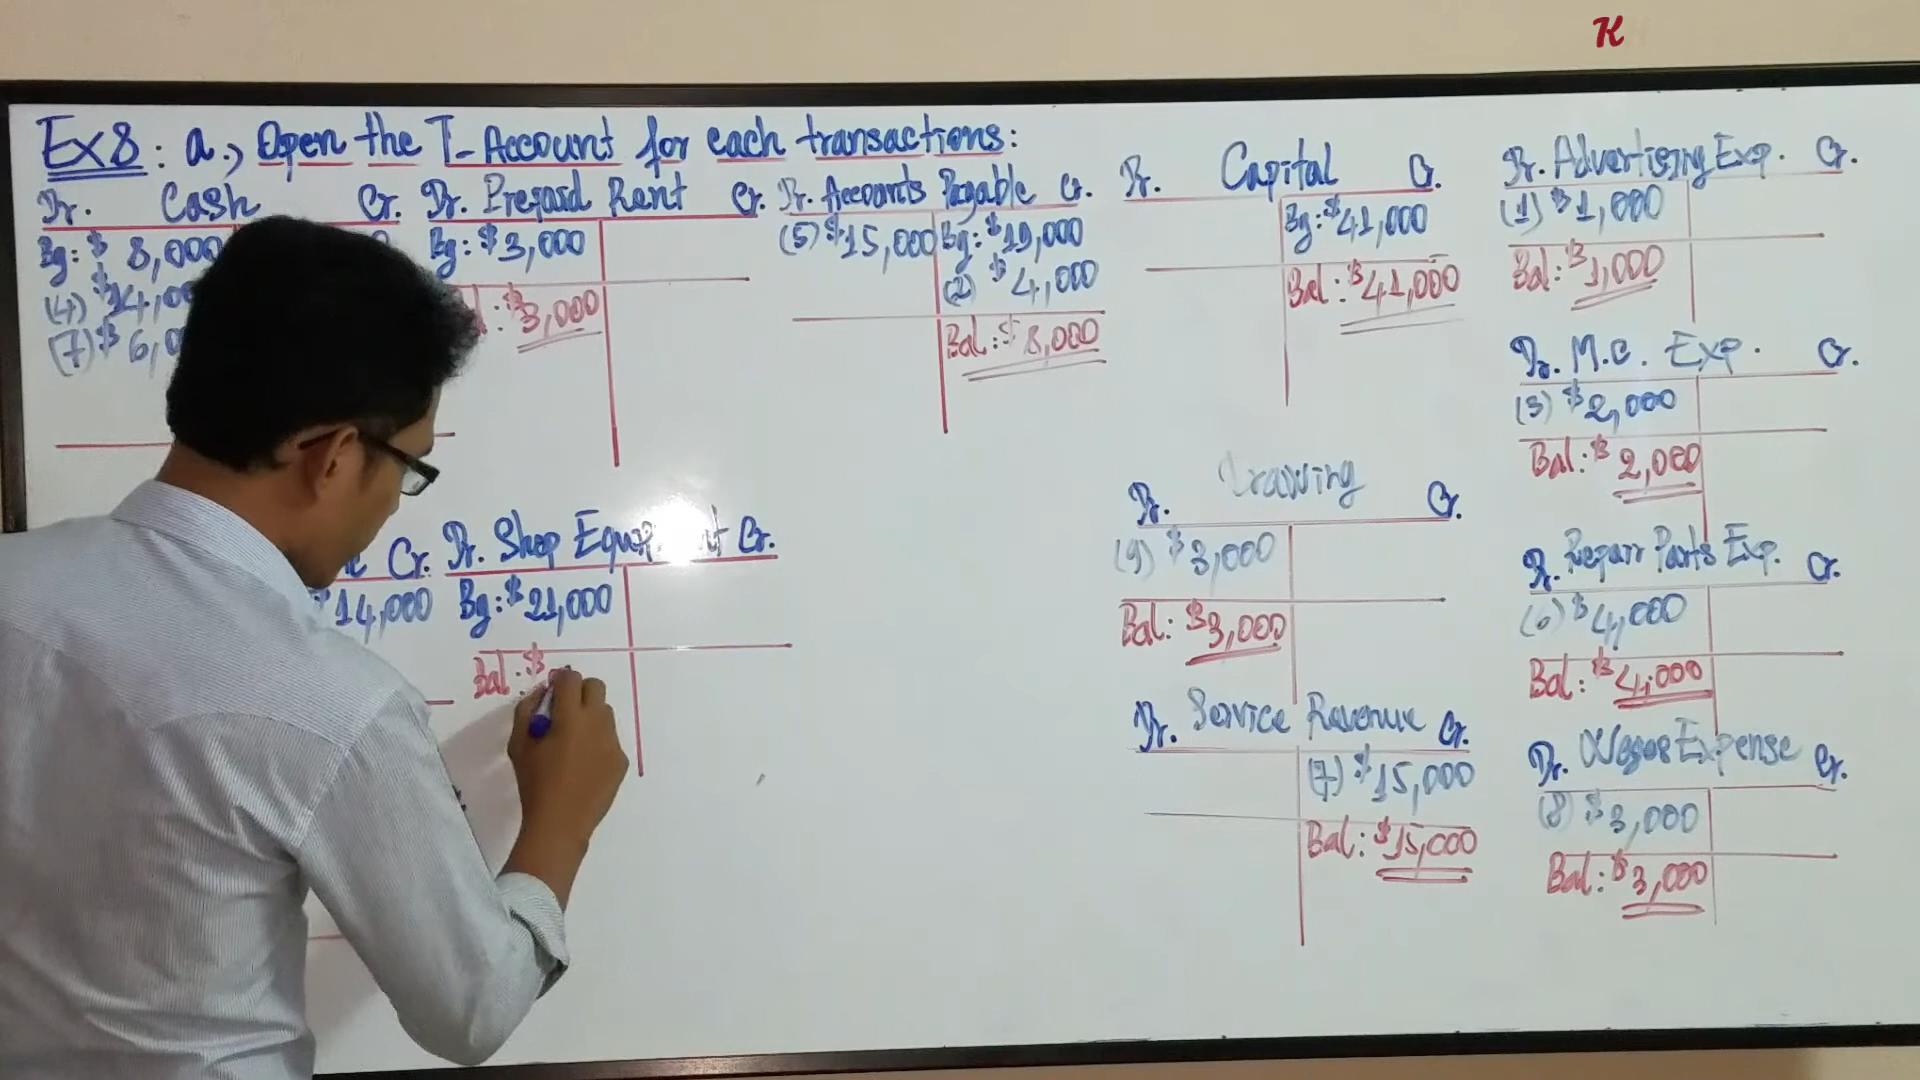 K
Ex8: a., Open the T-Account for each transactions:
Dr. Cash Cr.
Bg: $ 8,000
(4) $14,00
(7) $ 6,0
Dr. Prepaid Rent Cr.
Bg: $3,000
$3,000
Dr. Accounts Payable Cr.
(5) $15,000 Bg: $19,000
(2) $4,000
Bal: $ 8,000
Dr. Capital Cr.
Bg: $41,000
Bal: $41,000
Dr. Advertising Exp. Cr.
(1) $1,000
Bal: $1,000
Dr. M.C. Exp. Cr.
(3) $2,000
Bal: $ 2,000
Cr.
$14,000
Dr. Shop Equip t Cr.
Bg: $21,000
Bal: $
Dr. Drawing Cr.
(9) $3,000
Bal: $3,000
Dr. Repair Parts Exp. Cr.
(6) $4,000
Bal: $4,000
Dr. Service Revenue Cr.
(7) $15,000
Bal: $15,000
Dr. Wages Expense Cr.
(8) $3,000
Bal: $3,000